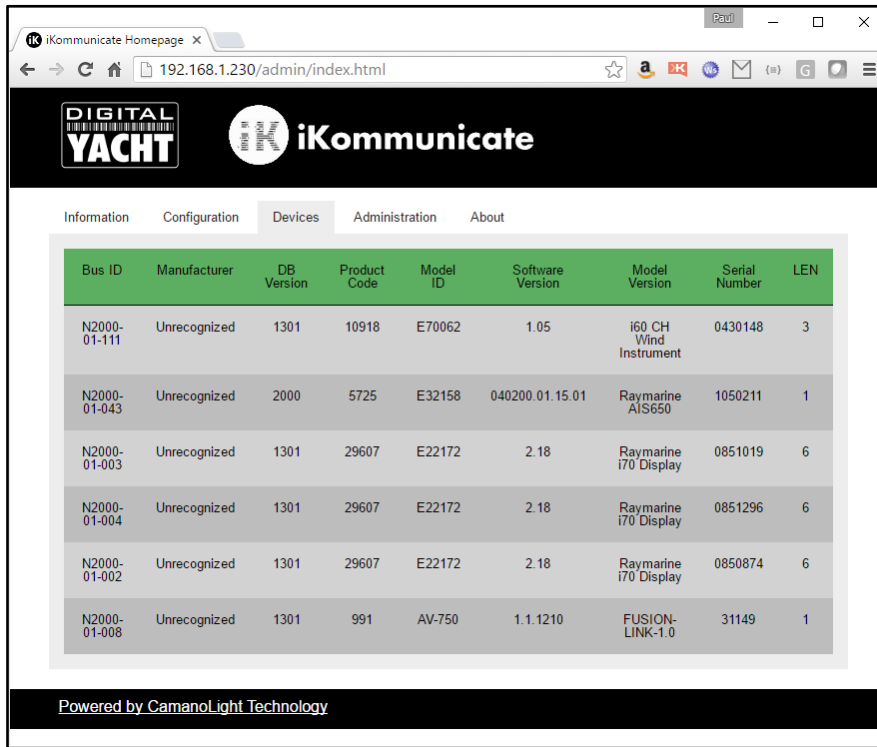 Paul
iKommunicate Homepage
192.168.1.230/admin/index.html
DIGITAL
YACHT
iK iKommunicate
Information Configuration Devices Administration About
Bus ID Manufacturer DB Version Product Code Model ID Software Version Model Version Serial Number LEN
N2000-01-111 Unrecognized 1301 10918 E70062 1.05 i60 CH Wind Instrument 0430148 3
N2000-01-043 Unrecognized 2000 5725 E32158 040200.01.15.01 Raymarine AIS650 1050211 1
N2000-01-003 Unrecognized 1301 29607 E22172 2.18 Raymarine i70 Display 0851019 6
N2000-01-004 Unrecognized 1301 29607 E22172 2.18 Raymarine i70 Display 0851296 6
N2000-01-002 Unrecognized 1301 29607 E22172 2.18 Raymarine i70 Display 0850874 6
N2000-01-008 Unrecognized 1301 991 AV-750 1.1.1210 FUSION-LINK-1.0 31149 1
Powered by CamanoLight Technology